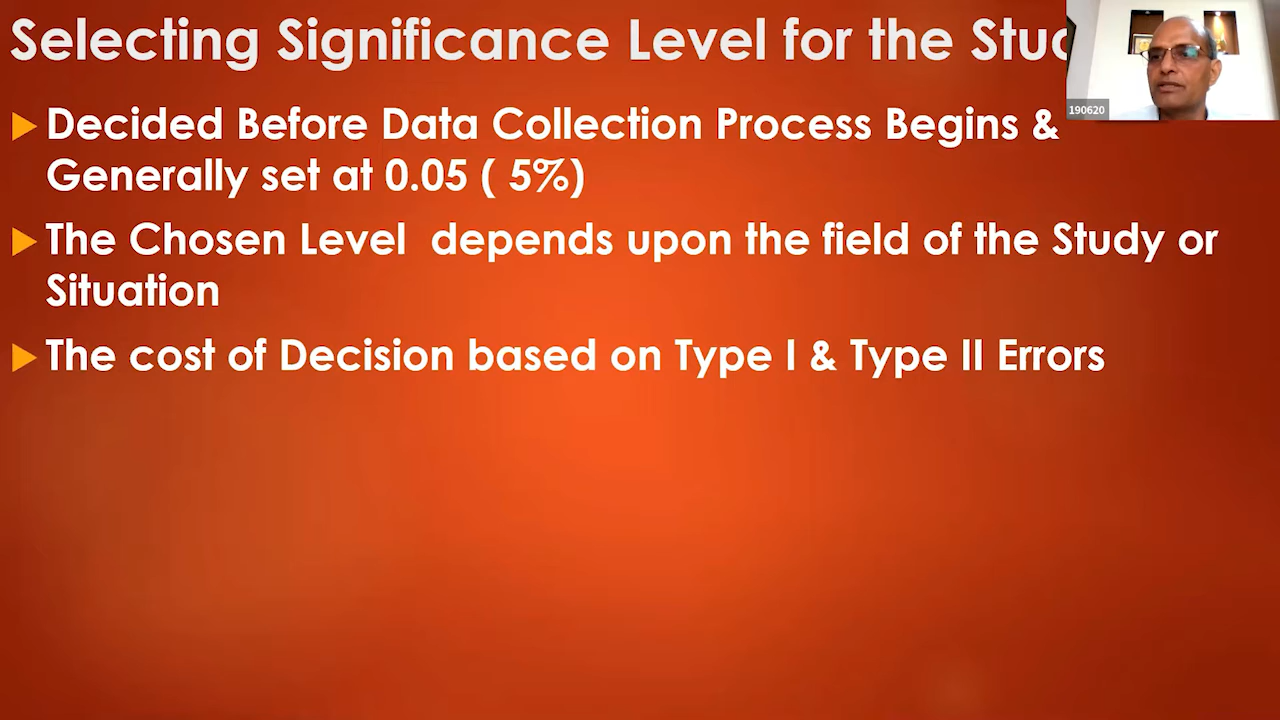 Selecting Significance Level for the
190620
Decided Before Data Collection Process Begins &
Generally set at 0.05 ( 5%)
The Chosen Level depends upon the field of the Study or
Situation
The cost of Decision based on Type I & Type II Errors